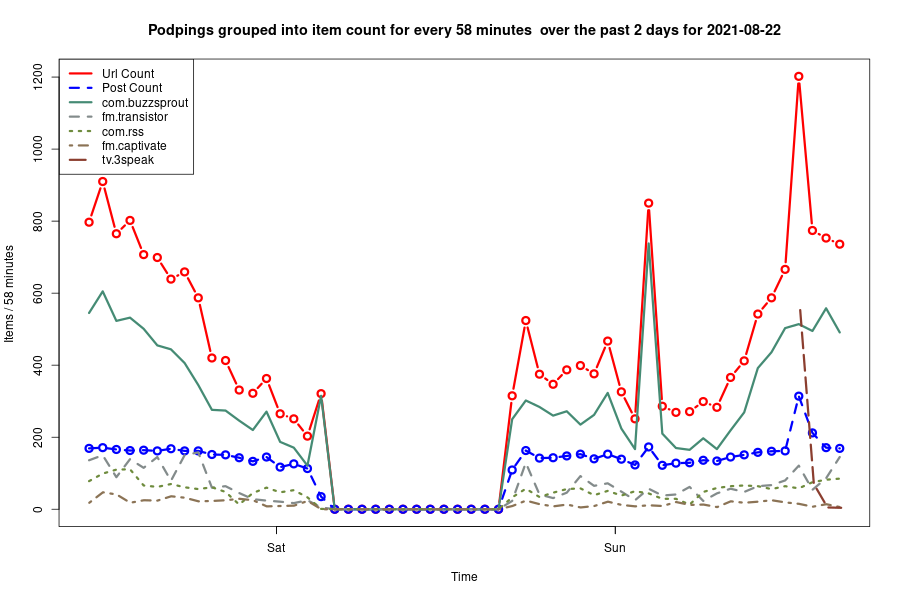 Podpings grouped into item count for every 58 minutes  over the past 2 days for 2021-08-22
Url Count
Post Count
com.buzzsprout
fm.transistor
com.rss
fm.captivate
tv.3speak
Items / 58 minutes
1200
1000
800
600
400
200
0
Sat
Sun
Time